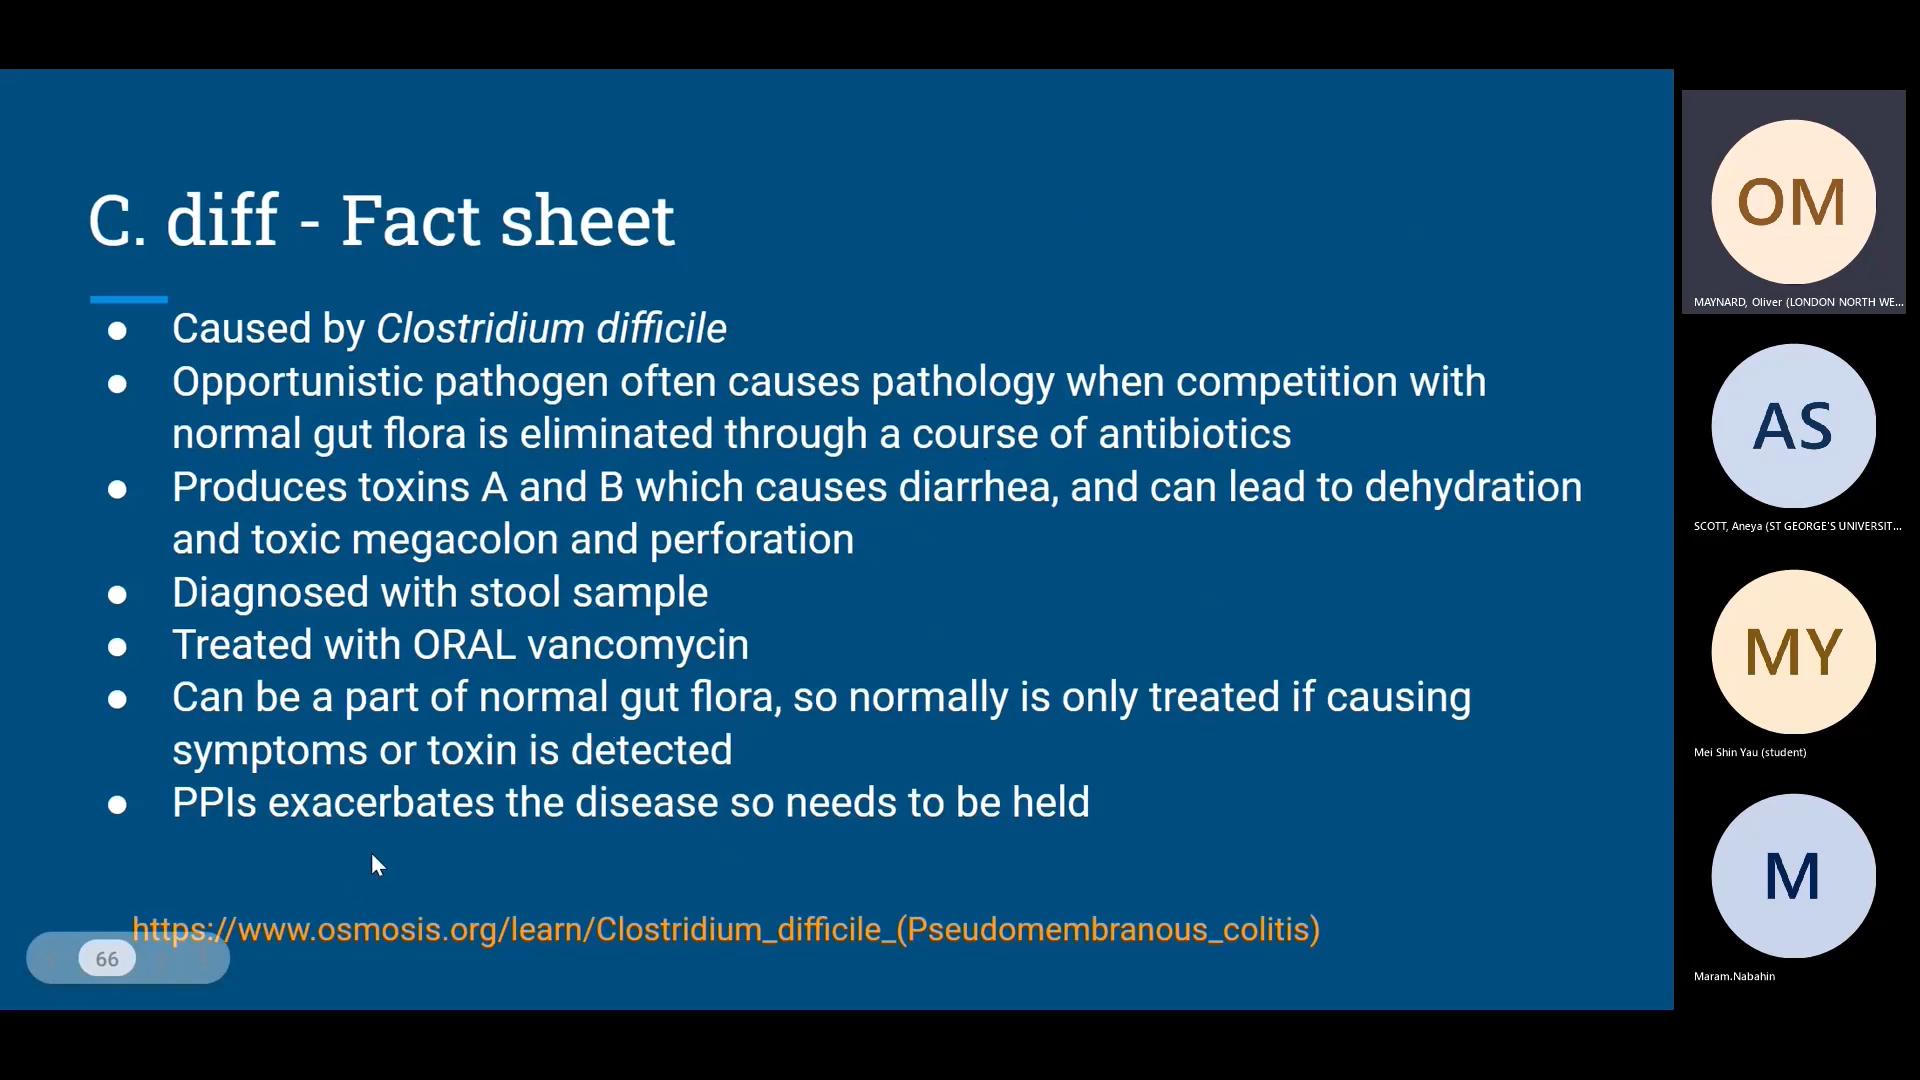 C. diff - Fact sheet
● Caused by Clostridium difficile
● Opportunistic pathogen often causes pathology when competition with
normal gut flora is eliminated through a course of antibiotics
● Produces toxins A and B which causes diarrhea, and can lead to dehydration
and toxic megacolon and perforation
● Diagnosed with stool sample
● Treated with ORAL vancomycin
● Can be a part of normal gut flora, so normally is only treated if causing
symptoms or toxin is detected
● PPIs exacerbates the disease so needs to be held
https://www.osmosis.org/learn/Clostridium_difficile_(Pseudomembranous_colitis)
66
OM
MAYNARD, Oliver (LONDON NORTH WE...
AS
SCOTT, Aneya (ST GEORGE'S UNIVERSIT...
MY
Mei Shin Yau (student)
M
Maram.Nabahin